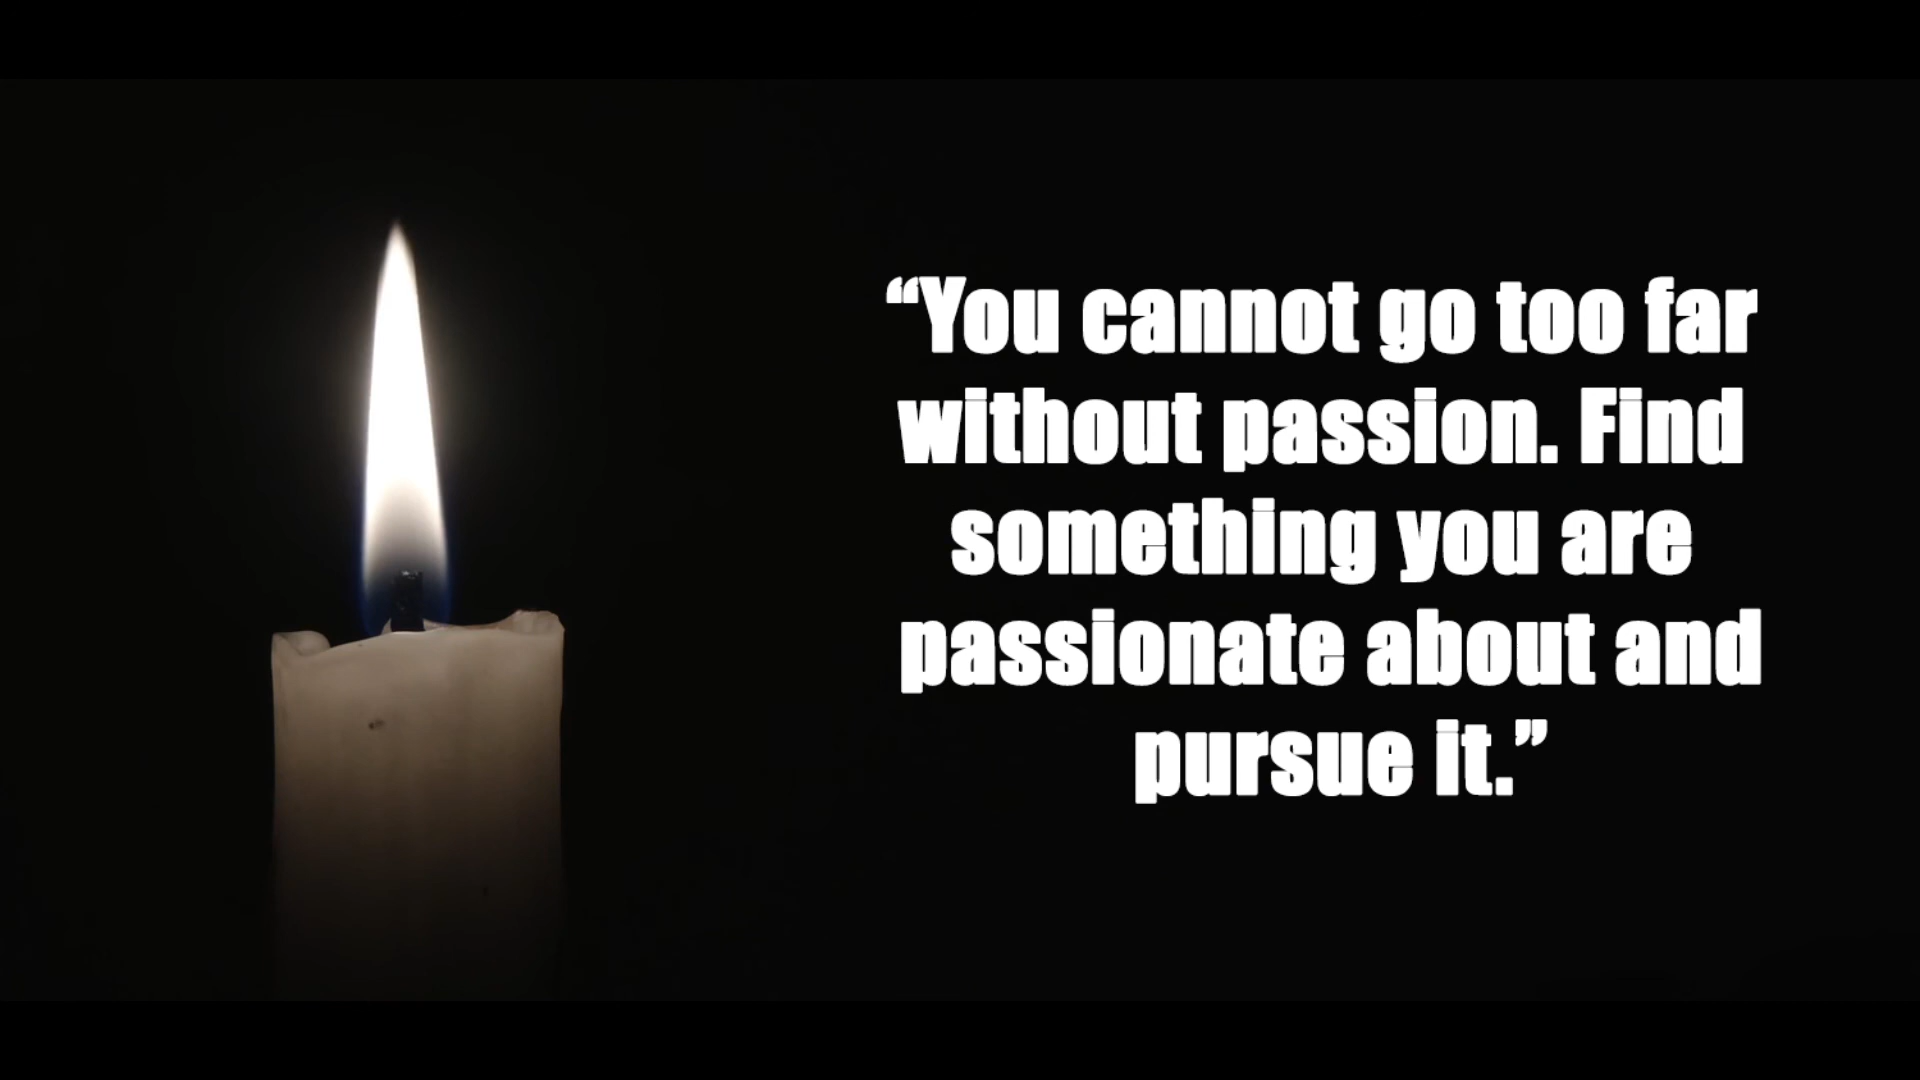 “You cannot go too far
without passion. Find
something you are
passionate about and
pursue it.”